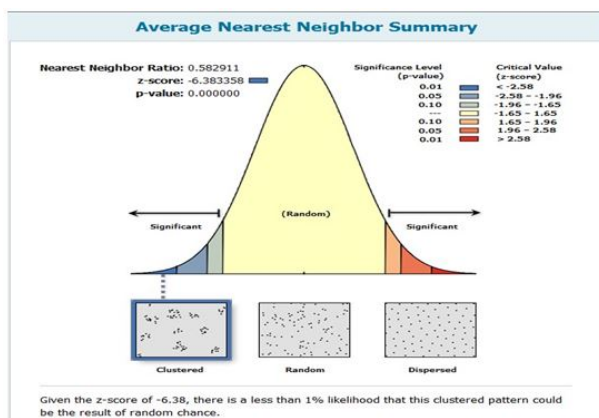 Average Nearest Neighbor Summary
Nearest Neighbor Ratio: 0.582911
z-score: -6.383358
p-value: 0.000000
Significance Level
(p-value)
Critical Value
(z-score)
0.01 < -2.58
0.05 -2.58 - -1.96
0.10 -1.96 - -1.65
--- -1.65 - 1.65
0.10 1.65 - 1.96
0.05 1.96 - 2.58
0.01 > 2.58
(Random)
Significant
Significant
Clustered
Random
Dispersed
Given the z-score of -6.38, there is a less than 1% likelihood that this clustered pattern could
be the result of random chance.